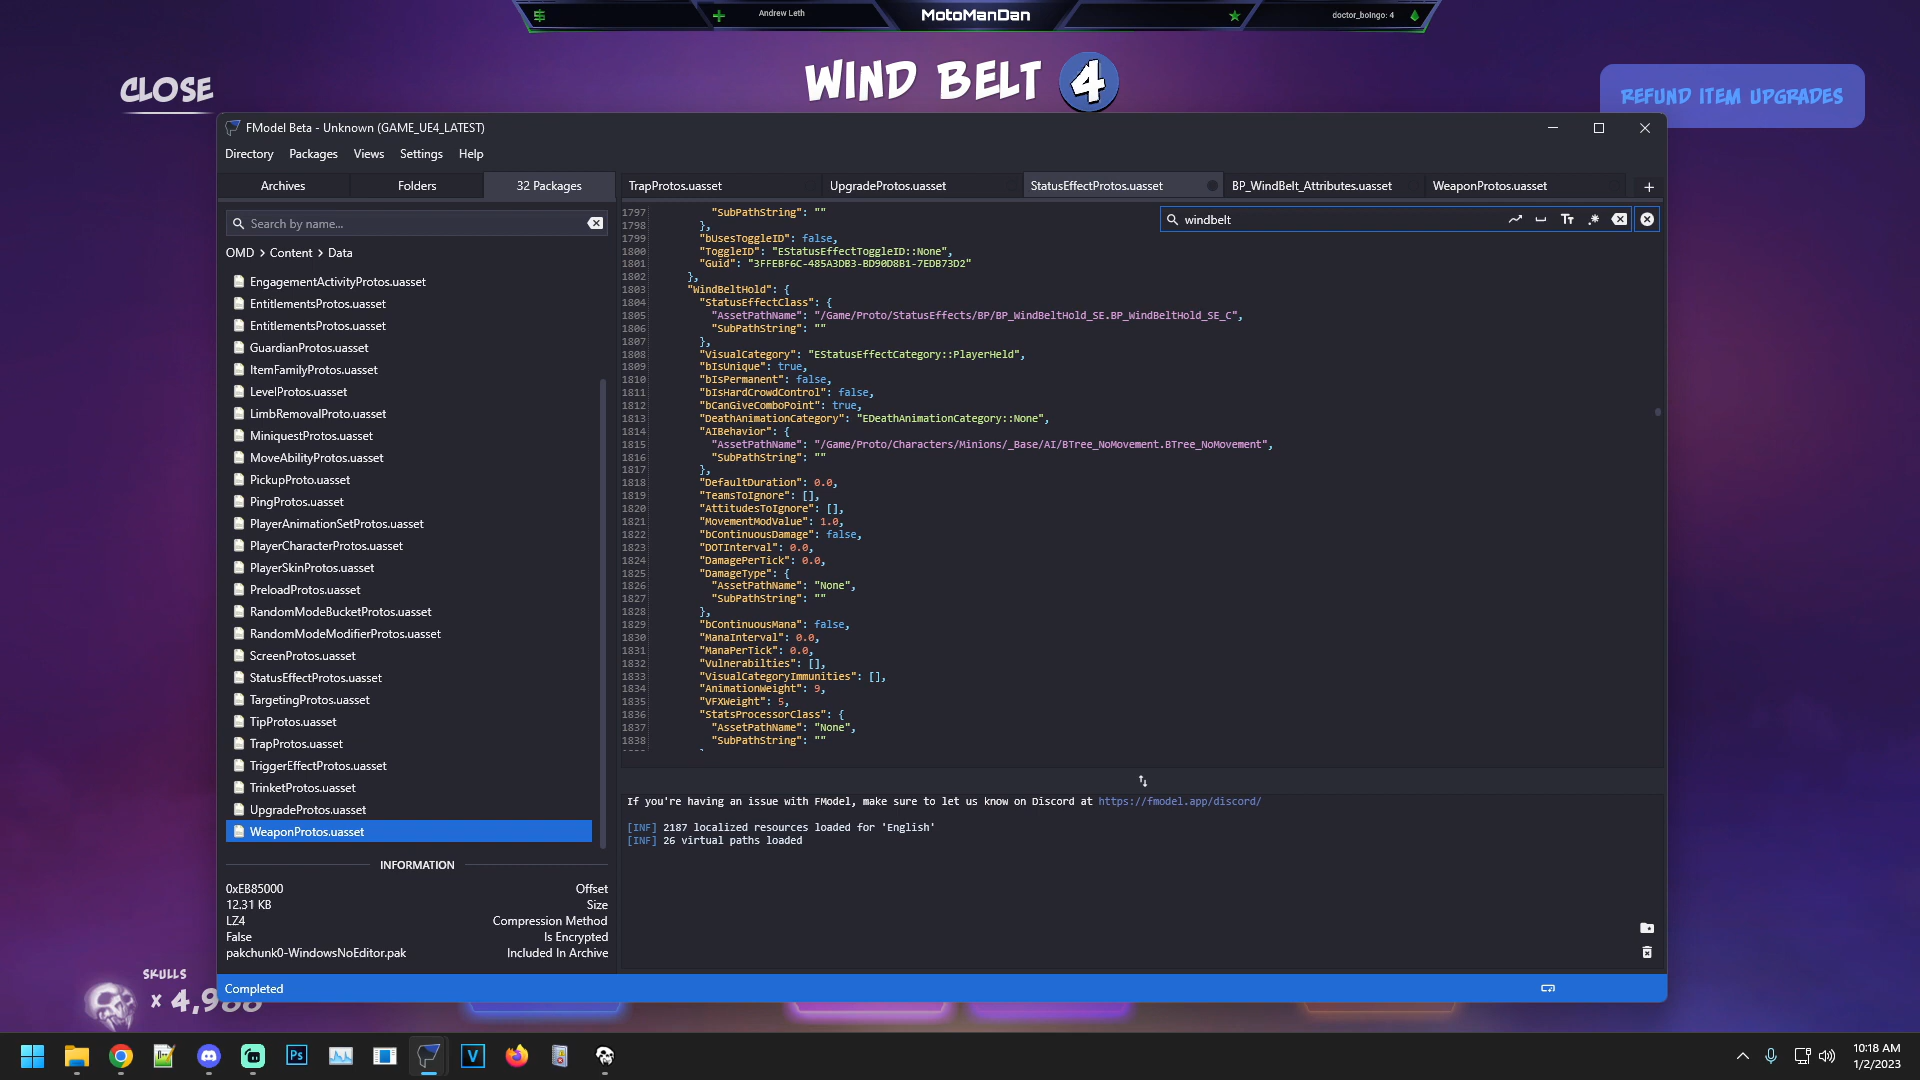 Andrew Leth
MotoManDan
doctor_boingo: 4
CLOSE
WIND BELT 4
REFUND ITEM UPGRADES
FModel Beta - Unknown (GAME_UE4_LATEST)
Directory Packages Views Settings Help
Archives Folders 32 Packages
TrapProtos.uasset UpgradeProtos.uasset StatusEffectProtos.uasset BP_WindBelt_Attributes.uasset WeaponProtos.uasset
Search by name...
windbelt
OMD > Content > Data
EngagementActivityProtos.uasset
EntitlementsProtos.uasset
EntitlementsProtos.uasset
GuardianProtos.uasset
ItemFamilyProtos.uasset
LevelProtos.uasset
LimbRemovalProto.uasset
MiniquestProtos.uasset
MoveAbilityProtos.uasset
PickupProto.uasset
PingProtos.uasset
PlayerAnimationSetProtos.uasset
PlayerCharacterProtos.uasset
PlayerSkinProtos.uasset
PreloadProtos.uasset
RandomModeBucketProtos.uasset
RandomModeModifierProtos.uasset
ScreenProtos.uasset
StatusEffectProtos.uasset
TargetingProtos.uasset
TipProtos.uasset
TrapProtos.uasset
TriggerEffectProtos.uasset
TrinketProtos.uasset
UpgradeProtos.uasset
WeaponProtos.uasset
INFORMATION
0xEB85000 Offset
12.31 KB Size
LZ4 Compression Method
False Is Encrypted
pakchunk0-WindowsNoEditor.pak Included In Archive
1797 "SubPathString": ""
1798 },
1799 "bUsesToggleID": false,
1800 "ToggleID": "EStatusEffectToggleID::None",
1801 "Guid": "3FFEBF6C-485A3DB3-BD90D8B1-7EDB73D2"
1802 },
1803 "WindBeltHold": {
1804 "StatusEffectClass": {
1805 "AssetPathName": "/Game/Proto/StatusEffects/BP/BP_WindBeltHold_SE.BP_WindBeltHold_SE_C",
1806 "SubPathString": ""
1807 },
1808 "VisualCategory": "EStatusEffectCategory::PlayerHeld",
1809 "bIsUnique": true,
1810 "bIsPermanent": false,
1811 "bIsHardCrowdControl": false,
1812 "bCanGiveComboPoint": true,
1813 "DeathAnimationCategory": "EDeathAnimationCategory::None",
1814 "AIBehavior": {
1815 "AssetPathName": "/Game/Proto/Characters/Minions/_Base/AI/BTree_NoMovement.BTree_NoMovement",
1816 "SubPathString": ""
1817 },
1818 "DefaultDuration": 0.0,
1819 "TeamsToIgnore": [],
1820 "AttitudesToIgnore": [],
1821 "MovementModValue": 1.0,
1822 "bContinuousDamage": false,
1823 "DOTInterval": 0.0,
1824 "DamagePerTick": 0.0,
1825 "DamageType": {
1826 "AssetPathName": "None",
1827 "SubPathString": ""
1828 },
1829 "bContinuousMana": false,
1830 "ManaInterval": 0.0,
1831 "ManaPerTick": 0.0,
1832 "Vulnerabilties": [],
1833 "VisualCategoryImmunities": [],
1834 "AnimationWeight": 9,
1835 "VFXWeight": 5,
1836 "StatsProcessorClass": {
1837 "AssetPathName": "None",
1838 "SubPathString": ""
If you're having an issue with FModel, make sure to let us know on Discord at https://fmodel.app/discord/
[INF] 2187 localized resources loaded for 'English'
[INF] 26 virtual paths loaded
Completed
SKULLS
x 4,988
10:18 AM
1/2/2023